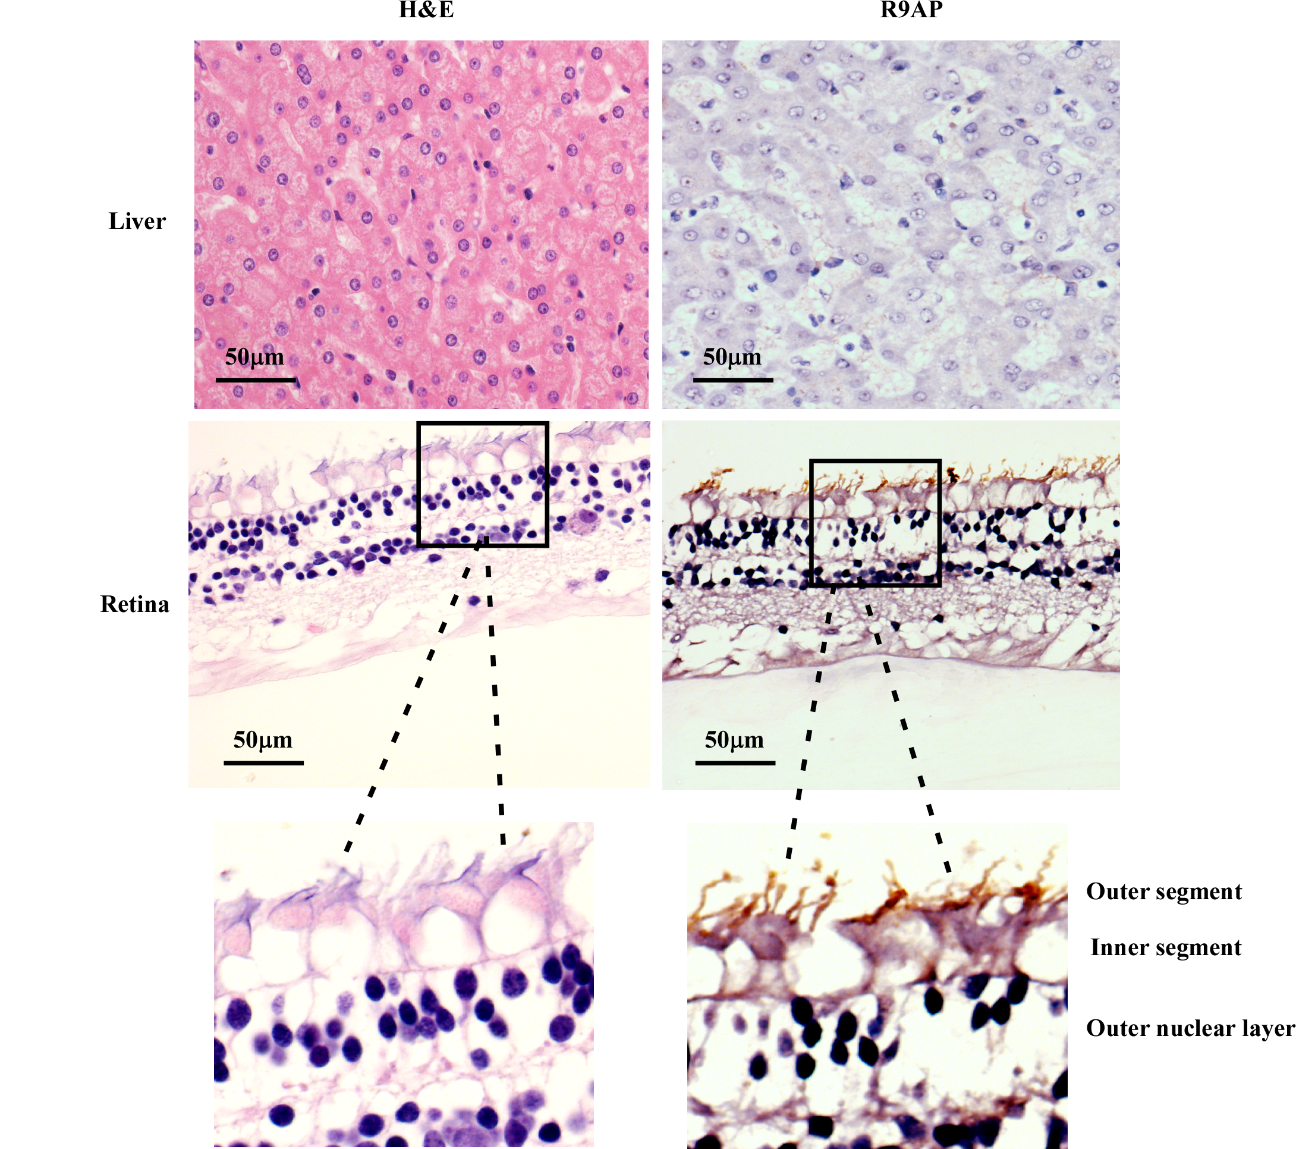 H&E
R9AP
Liver
50μm
50μm
Retina
50μm
50μm
Outer segment
Inner segment
Outer nuclear layer